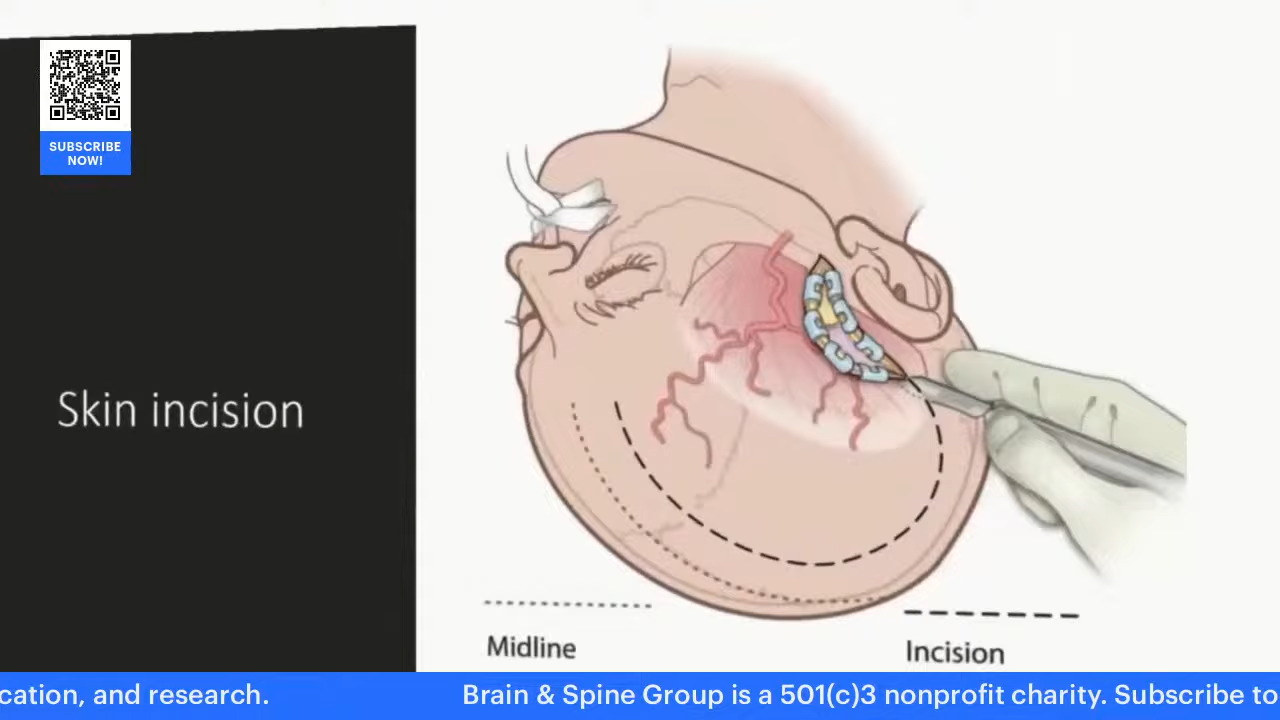 SUBSCRIBE
NOW!
Skin incision
Midline
Incision
cation, and research.
Brain & Spine Group is a 501(c)3 nonprofit charity. Subscribe to